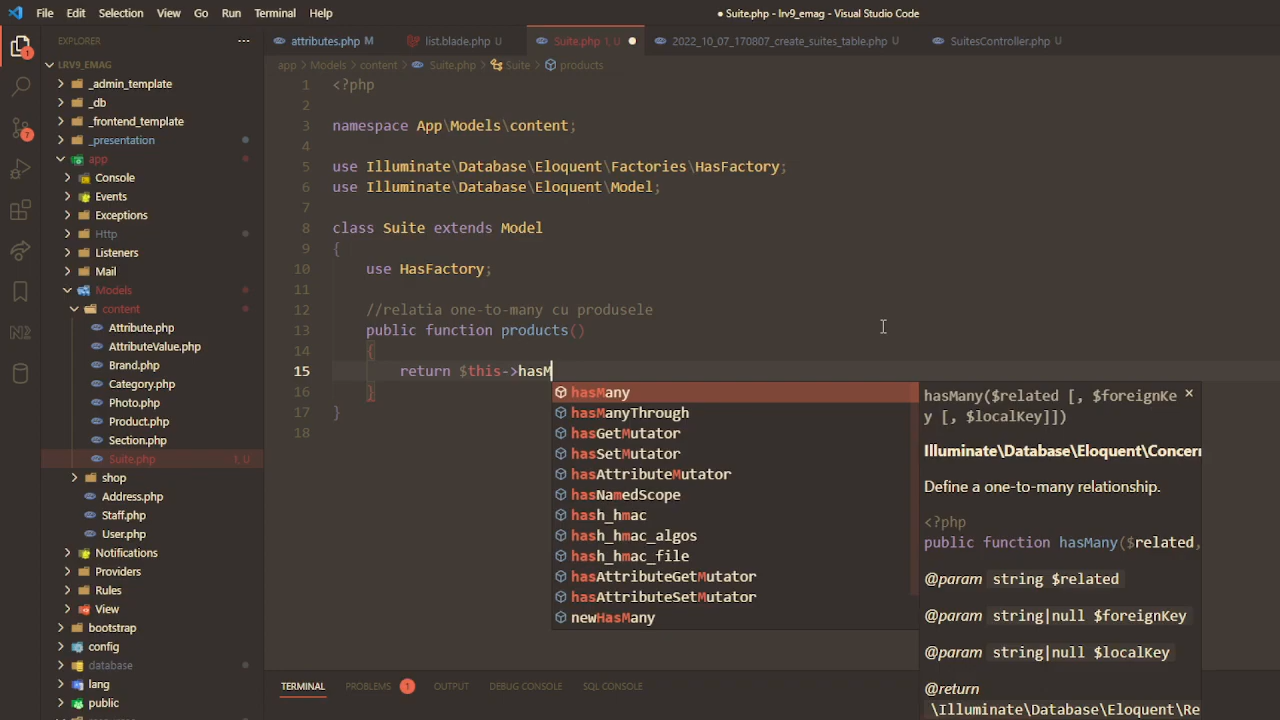 File Edit Selection View Go Run Terminal Help
● Suite.php - lrv9_emag - Visual Studio Code
EXPLORER
LRV9_EMAG
_admin_template
_db
_frontend_template
_presentation
app
Console
Events
Exceptions
Http
Listeners
Mail
Models
content
Attribute.php
AttributeValue.php
Brand.php
Category.php
Photo.php
Product.php
Section.php
Suite.php 1, U
shop
Address.php
Staff.php
User.php
Notifications
Providers
Rules
View
bootstrap
config
database
lang
public
1
7
N2
attributes.php M list.blade.php U Suite.php 1, U ● 2022_10_07_170807_create_suites_table.php U SuitesController.php U
app > Models > content > Suite.php > Suite > products
1 <?php
2
3 namespace App\Models\content;
4
5 use Illuminate\Database\Eloquent\Factories\HasFactory;
6 use Illuminate\Database\Eloquent\Model;
7
8 class Suite extends Model
9 {
10 use HasFactory;
11
12 //relatia one-to-many cu produsele
13 public function products()
14 {
15 return $this->hasM
16 }
17 }
18
hasMany
hasManyThrough
hasGetMutator
hasSetMutator
hasAttributeMutator
hasNamedScope
hash_hmac
hash_hmac_algos
hash_hmac_file
hasAttributeGetMutator
hasAttributeSetMutator
newHasMany
hasMany($related [, $foreignKe
y [, $localKey]])
Illuminate\Database\Eloquent\Concern
Define a one-to-many relationship.
<?php
public function hasMany($related,
@param string $related
@param string|null $foreignKey
@param string|null $localKey
@return
\Illuminate\Database\Eloquent\Re
TERMINAL PROBLEMS 1 OUTPUT DEBUG CONSOLE SQL CONSOLE